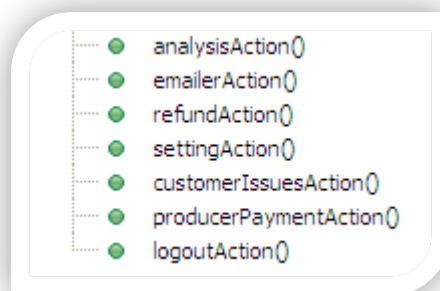 analysisAction()
emailerAction()
refundAction()
settingAction()
customerIssuesAction()
producerPaymentAction()
logoutAction()